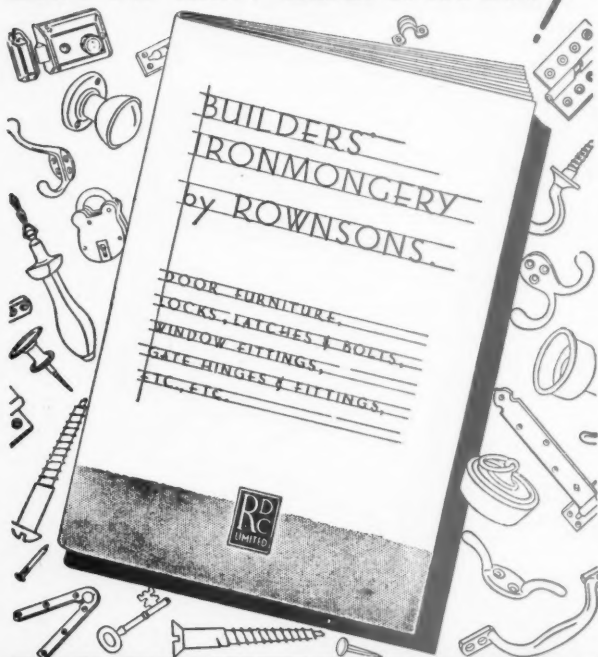 BUILDERS'
IRONMONGERY
by ROWNSONS.
DOOR FURNITURE,
LOCKS, LATCHES & BOLTS,
WINDOW FITTINGS,
GATE HINGES & FITTINGS,
ETC., ETC.
RDC
LIMITED